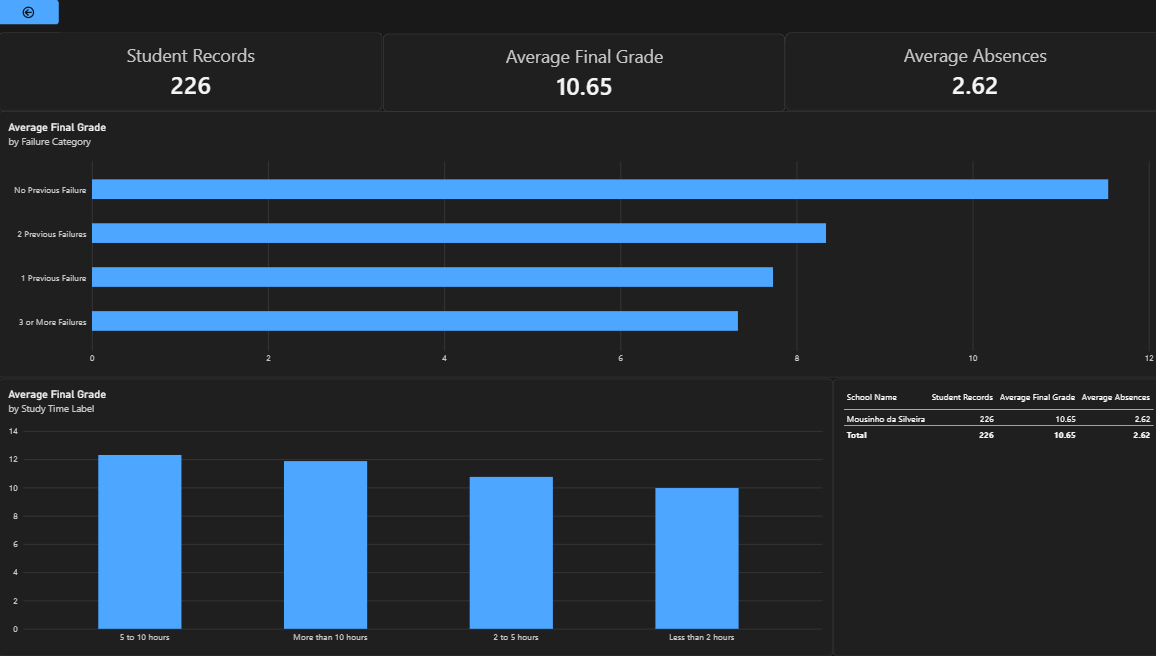 Student Records
226
Average Final Grade
10.65
Average Absences
2.62
Average Final Grade
by Failure Category
No Previous Failure
2 Previous Failures
1 Previous Failure
3 or More Failures
0 2 4 6 8 10 12
Average Final Grade
by Study Time Label
14
12
10
8
6
4
2
0
5 to 10 hours More than 10 hours 2 to 5 hours Less than 2 hours
School Name Student Records Average Final Grade Average Absences
Mousinho da Silveira 226 10.65 2.62
Total 226 10.65 2.62